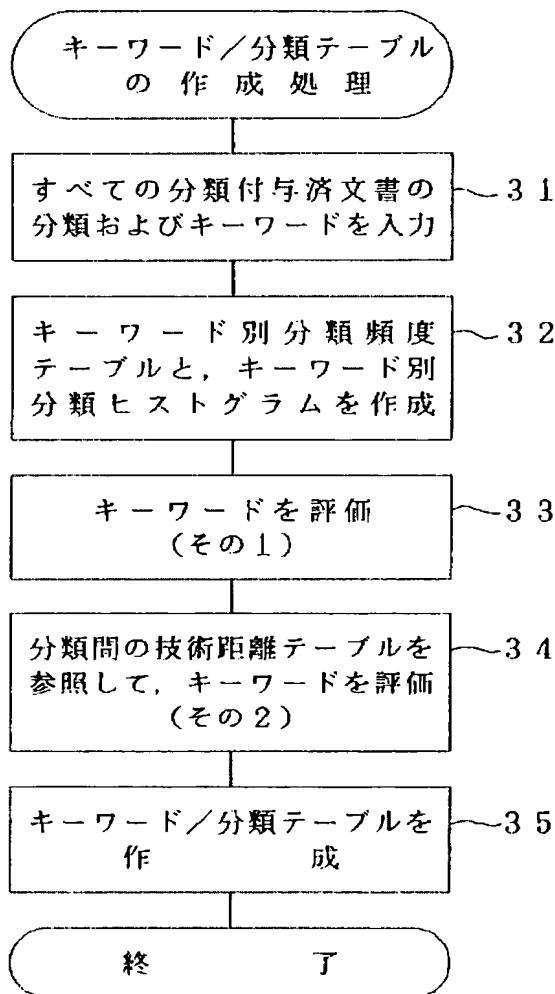 キーワード／分類テーブル
の作成処理
すべての分類付与済文書の
分類およびキーワードを入力
31
キーワード別分類頻度
テーブルと，キーワード別
分類ヒストグラムを作成
32
キーワードを評価
（その1）
33
分類間の技術距離テーブルを
参照して，キーワードを評価
（その2）
34
キーワード／分類テーブルを
作成
35
終了